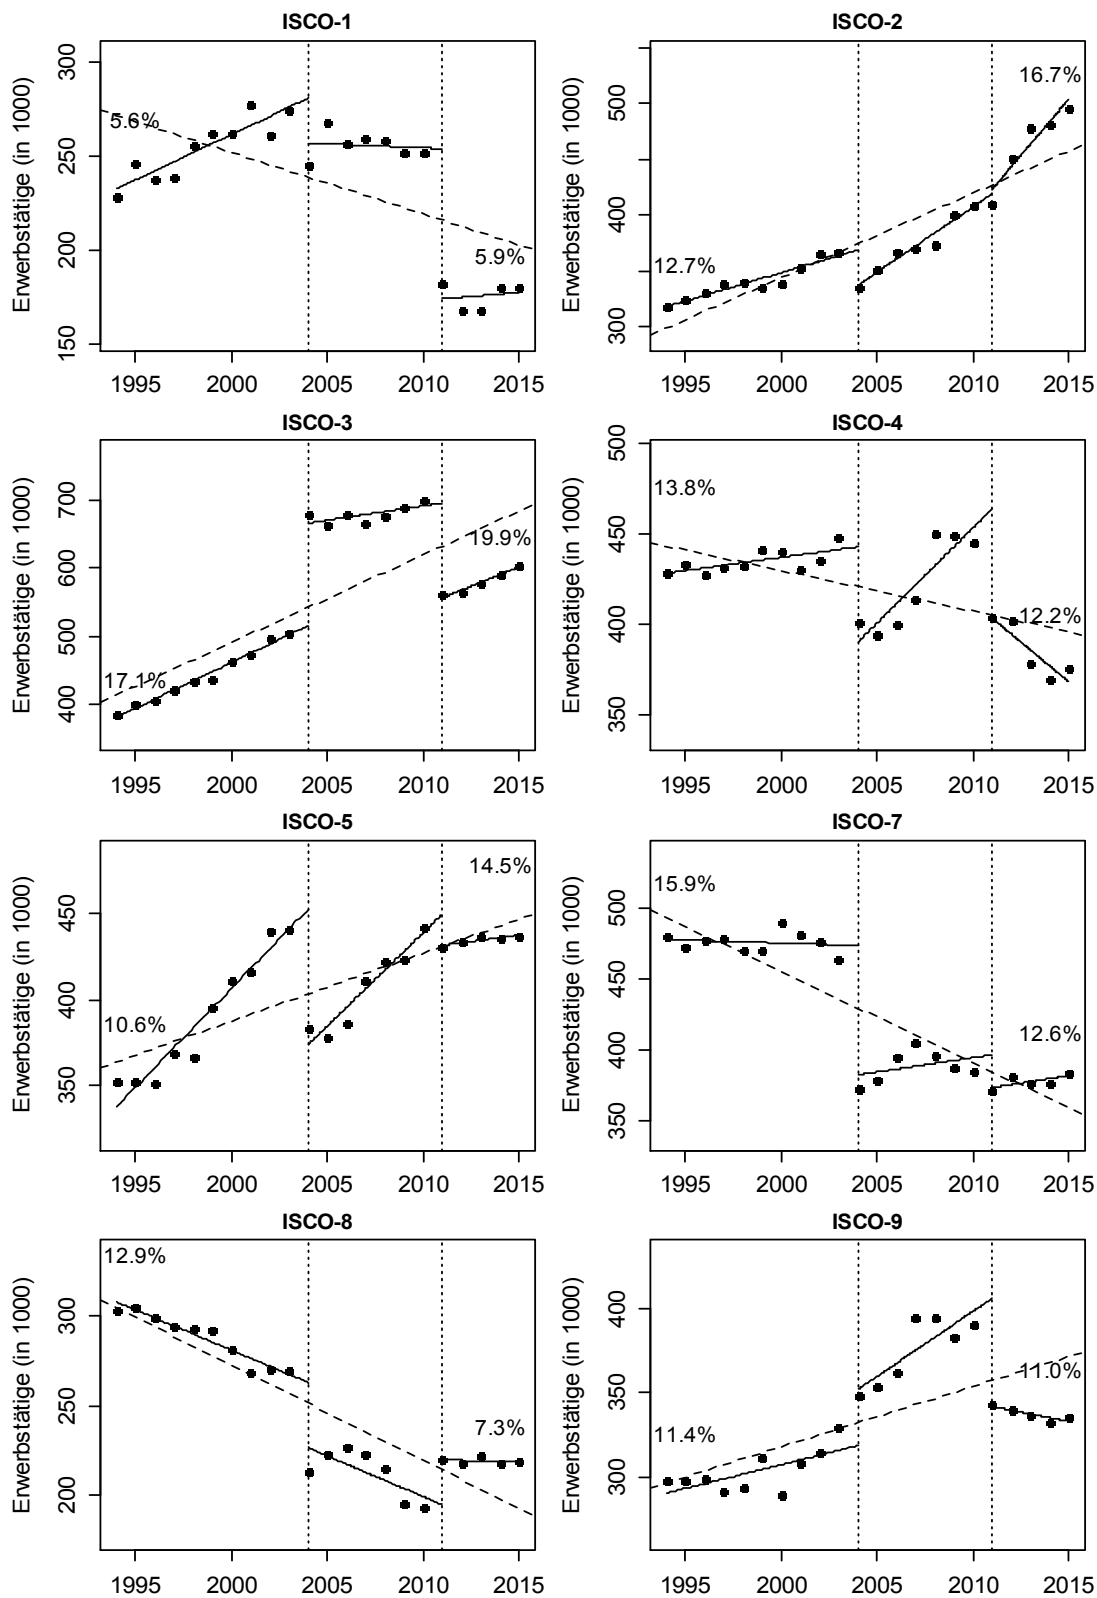 ISCO-1
Erwerbstätige (in 1000)
300
250
200
150
5.6%
5.9%
1995 2000 2005 2010 2015
ISCO-2
Erwerbstätige (in 1000)
500
400
300
12.7%
16.7%
1995 2000 2005 2010 2015
ISCO-3
Erwerbstätige (in 1000)
700
600
500
400
17.1%
19.9%
1995 2000 2005 2010 2015
ISCO-4
Erwerbstätige (in 1000)
500
450
400
350
13.8%
12.2%
1995 2000 2005 2010 2015
ISCO-5
Erwerbstätige (in 1000)
450
400
350
10.6%
14.5%
1995 2000 2005 2010 2015
ISCO-7
Erwerbstätige (in 1000)
500
450
400
350
15.9%
12.6%
1995 2000 2005 2010 2015
ISCO-8
Erwerbstätige (in 1000)
300
250
200
12.9%
7.3%
1995 2000 2005 2010 2015
ISCO-9
Erwerbstätige (in 1000)
400
350
300
11.4%
11.0%
1995 2000 2005 2010 2015